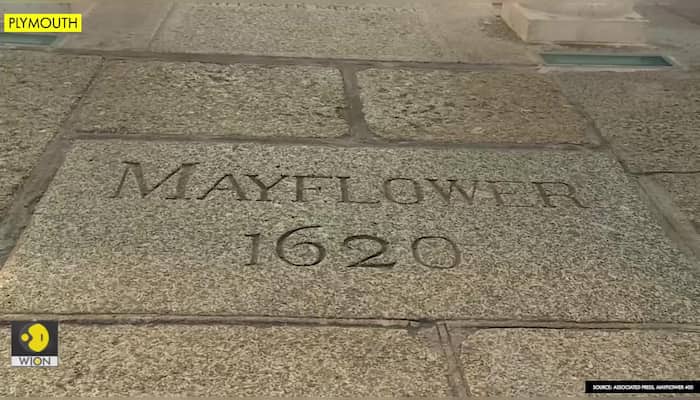 PLYMOUTH
MAYFLOWER
1620
WION
SOURCE: ASSOCIATED PRESS, MAYFLOWER 400